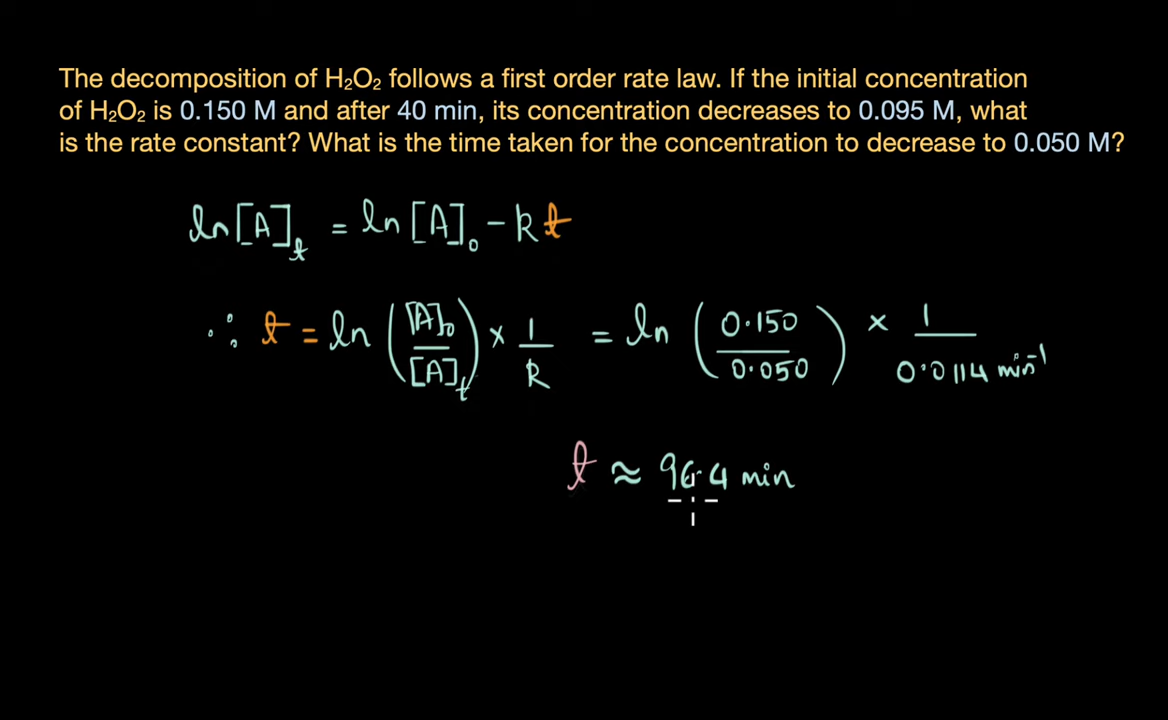 The decomposition of H₂O₂ follows a first order rate law. If the initial concentration
of H₂O₂ is 0.150 M and after 40 min, its concentration decreases to 0.095 M, what
is the rate constant? What is the time taken for the concentration to decrease to 0.050 M?
ln[A]ₜ = ln[A]₀ - kt
∴ t = ln([A]₀/[A]ₜ) × 1/k = ln(0.150/0.050) × 1/0.0114 min⁻¹
t ≈ 96.4 min